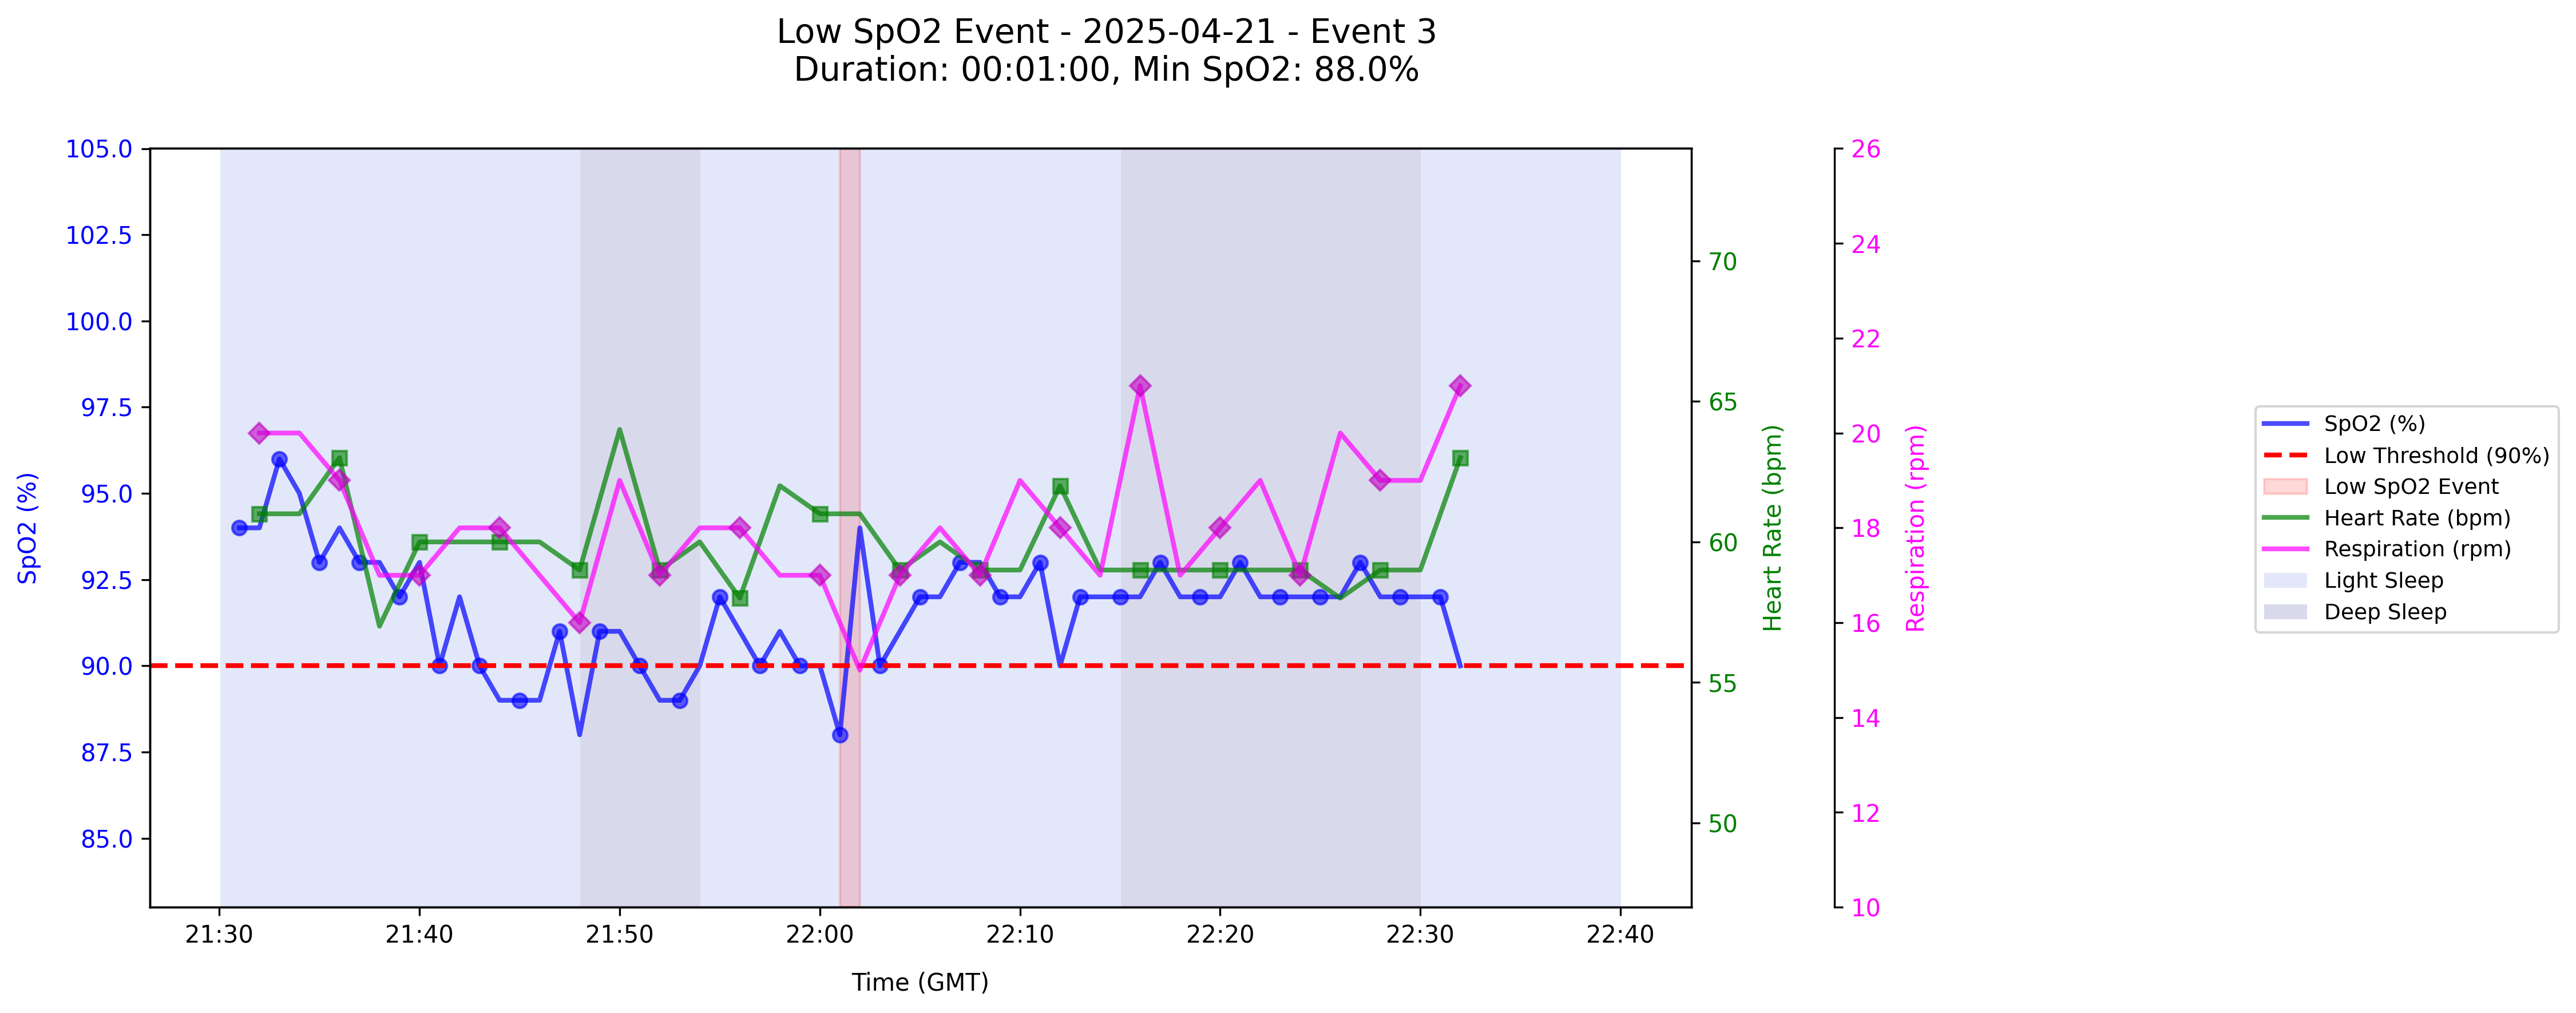 Low SpO2 Event - 2025-04-21 - Event 3
Duration: 00:01:00, Min SpO2: 88.0%
105.0
102.5
100.0
97.5
95.0
92.5
90.0
87.5
85.0
SpO2 (%)
70
65
60
55
50
Heart Rate (bpm)
26
24
22
20
18
16
14
12
10
Respiration (rpm)
SpO2 (%)
Low Threshold (90%)
Low SpO2 Event
Heart Rate (bpm)
Respiration (rpm)
Light Sleep
Deep Sleep
21:30
21:40
21:50
22:00
22:10
22:20
22:30
22:40
Time (GMT)